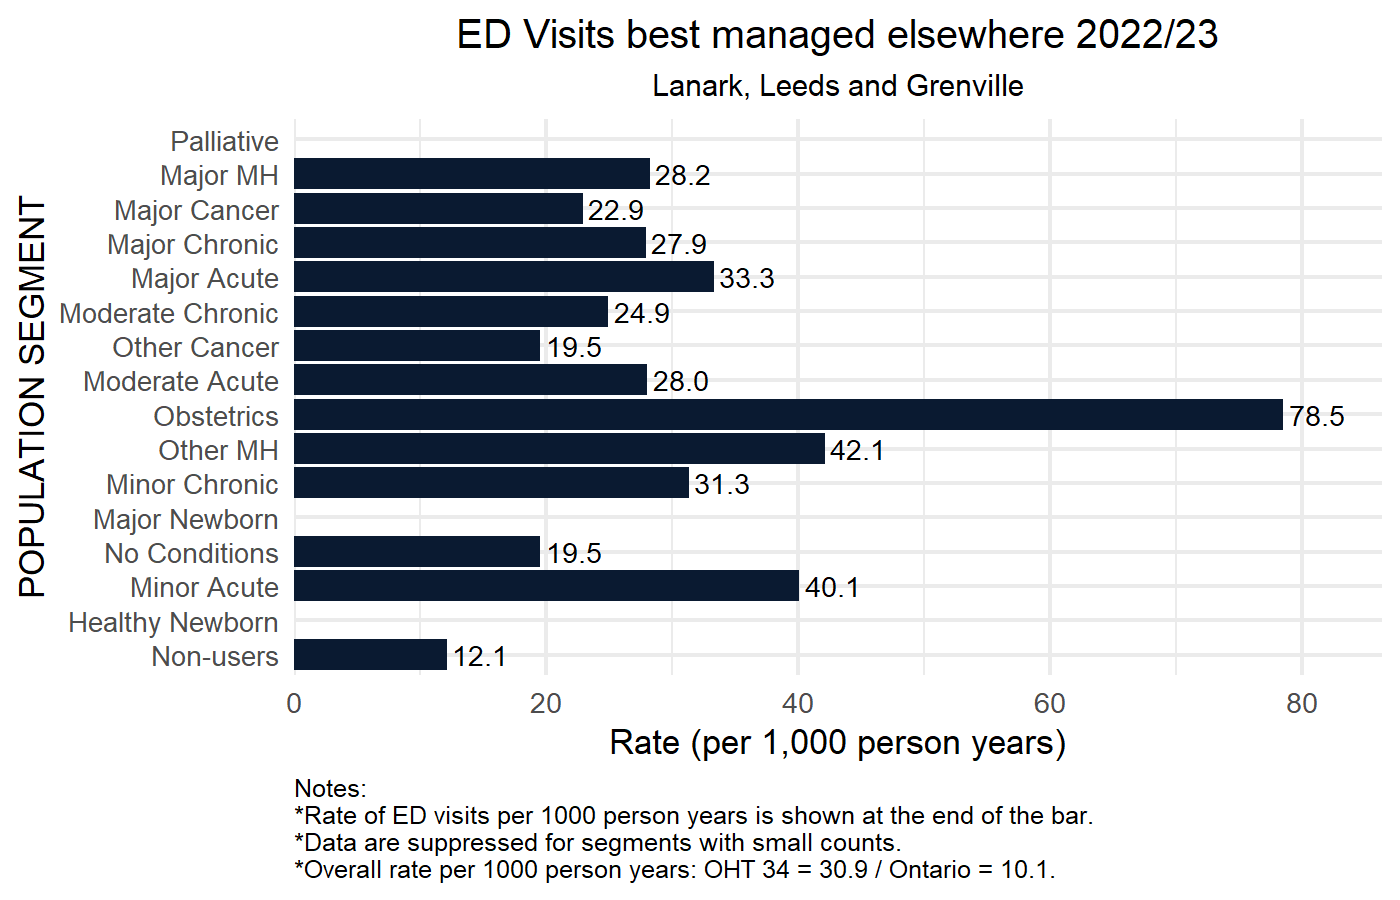 ED Visits best managed elsewhere 2022/23
Lanark, Leeds and Grenville
POPULATION SEGMENT
Palliative
Major MH 28.2
Major Cancer 22.9
Major Chronic 27.9
Major Acute 33.3
Moderate Chronic 24.9
Other Cancer 19.5
Moderate Acute 28.0
Obstetrics 78.5
Other MH 42.1
Minor Chronic 31.3
Major Newborn
No Conditions 19.5
Minor Acute 40.1
Healthy Newborn
Non-users 12.1
0 20 40 60 80
Rate (per 1,000 person years)
Notes:
*Rate of ED visits per 1000 person years is shown at the end of the bar.
*Data are suppressed for segments with small counts.
*Overall rate per 1000 person years: OHT 34 = 30.9 / Ontario = 10.1.